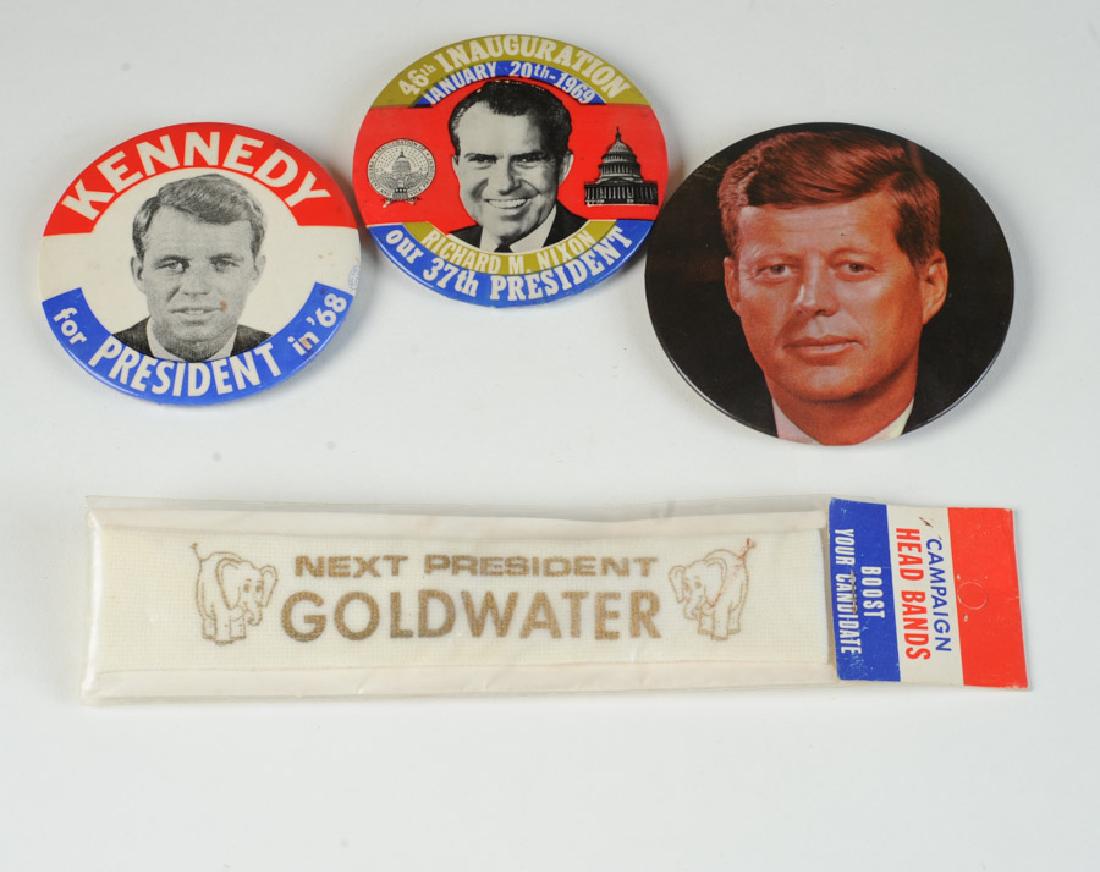 KENNEDY
for PRESIDENT in '68
46th INAUGURATION
JANUARY 20th - 1969
RICHARD M. NIXON
our 37th PRESIDENT
NEXT PRESIDENT
GOLDWATER
CAMPAIGN
HEAD BANDS
BOOST
YOUR CANDIDATE